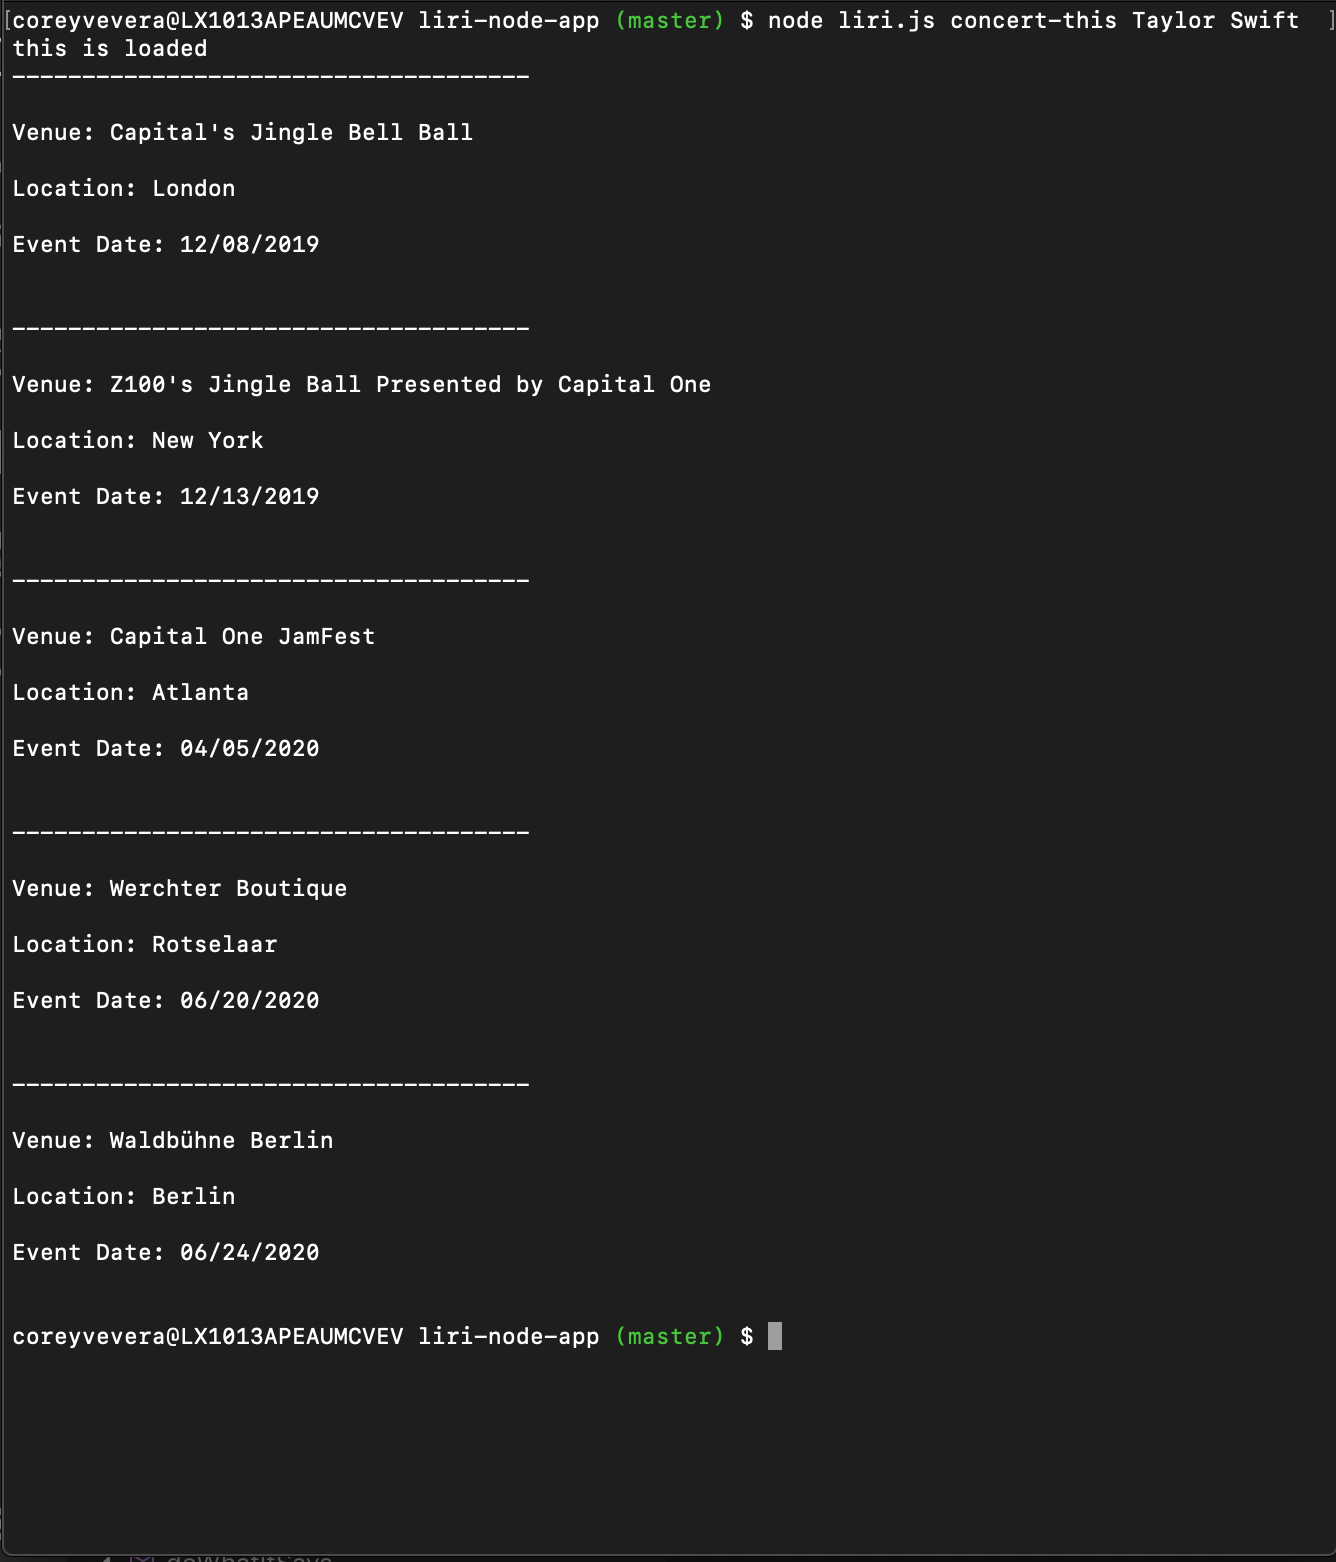 coreyvevera@LX1013APEAUMCVEV liri-node-app (master) $ node liri.js concert-this Taylor Swift
this is loaded
-------------------------------------
Venue: Capital's Jingle Bell Ball
Location: London
Event Date: 12/08/2019
-------------------------------------
Venue: Z100's Jingle Ball Presented by Capital One
Location: New York
Event Date: 12/13/2019
-------------------------------------
Venue: Capital One JamFest
Location: Atlanta
Event Date: 04/05/2020
-------------------------------------
Venue: Werchter Boutique
Location: Rotselaar
Event Date: 06/20/2020
-------------------------------------
Venue: Waldbühne Berlin
Location: Berlin
Event Date: 06/24/2020
coreyvevera@LX1013APEAUMCVEV liri-node-app (master) $